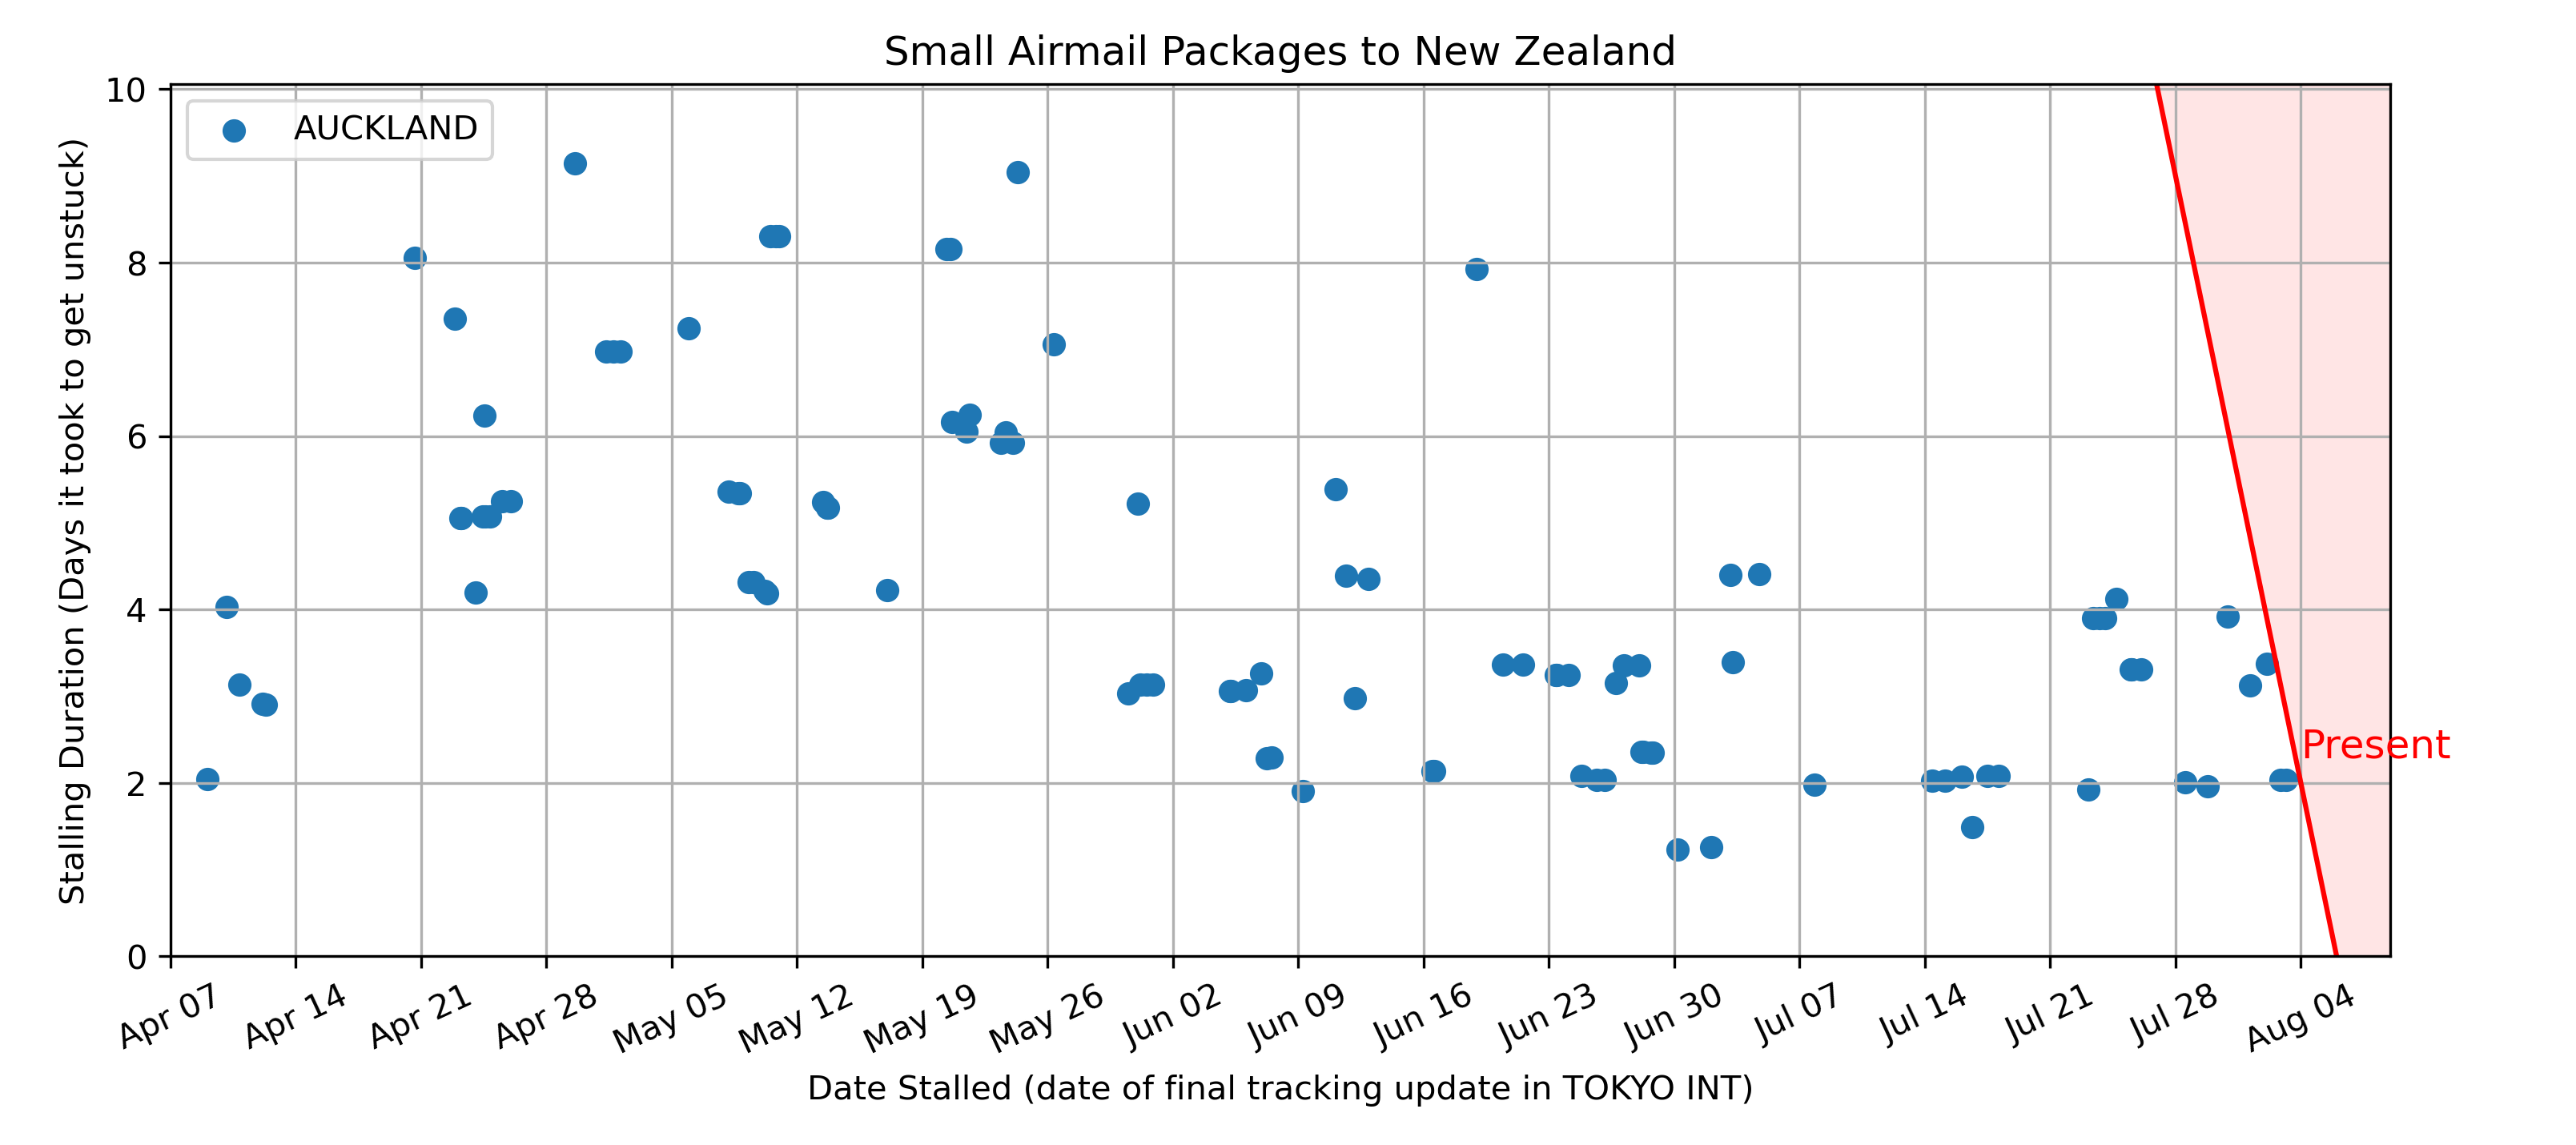 Small Airmail Packages to New Zealand
AUCKLAND
Stalling Duration (Days it took to get unstuck)
10
8
6
4
2
0
Present
Apr 07
Apr 14
Apr 21
Apr 28
May 05
May 12
May 19
May 26
Jun 02
Jun 09
Jun 16
Jun 23
Jun 30
Jul 07
Jul 14
Jul 21
Jul 28
Aug 04
Date Stalled (date of final tracking update in TOKYO INT)